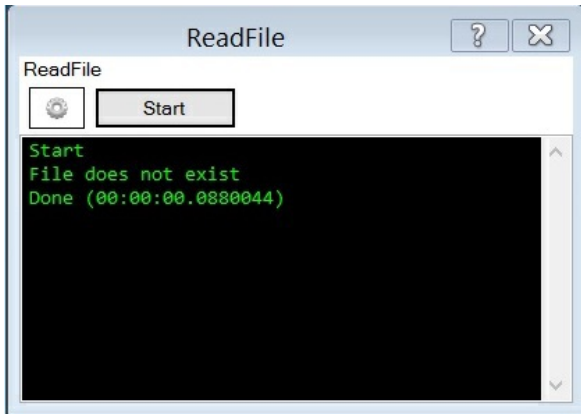 ReadFile
?
ReadFile
Start
Start
File does not exist
Done (00:00:00.0880044)